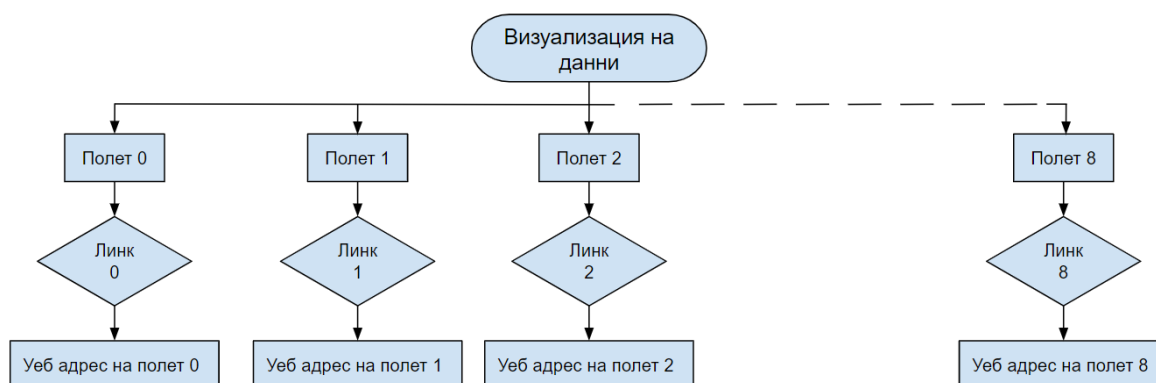 Визуализация на
данни
Полет 0
Полет 1
Полет 2
Полет 8
Линк
0
Линк
1
Линк
2
Линк
8
Уеб адрес на полет 0
Уеб адрес на полет 1
Уеб адрес на полет 2
Уеб адрес на полет 8